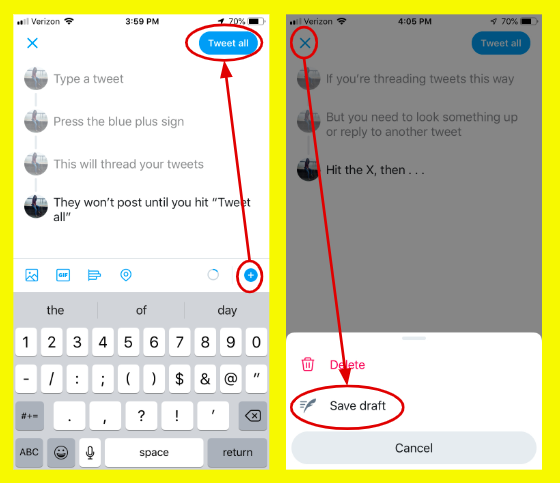 Verizon 3:59 PM 70%
Tweet all
Type a tweet
Press the blue plus sign
This will thread your tweets
They won't post until you hit “Tweet
all”
GIF
the of day
1 2 3 4 5 6 7 8 9 0
- / : ; ( ) $ & @ "
#+= . , ? ! '
ABC space return
Verizon 4:05 PM 70%
Tweet all
If you're threading tweets this way
But you need to look something up
or reply to another tweet
Hit the X, then . . .
Delete
Save draft
Cancel